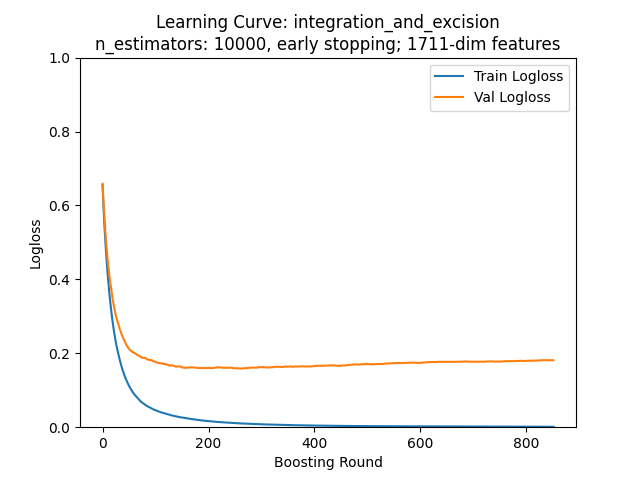 Learning Curve: integration_and_excision
n_estimators: 10000, early stopping; 1711-dim features
Train Logloss
Val Logloss
1.0
0.8
0.6
0.4
0.2
0.0
Logloss
0 200 400 600 800
Boosting Round